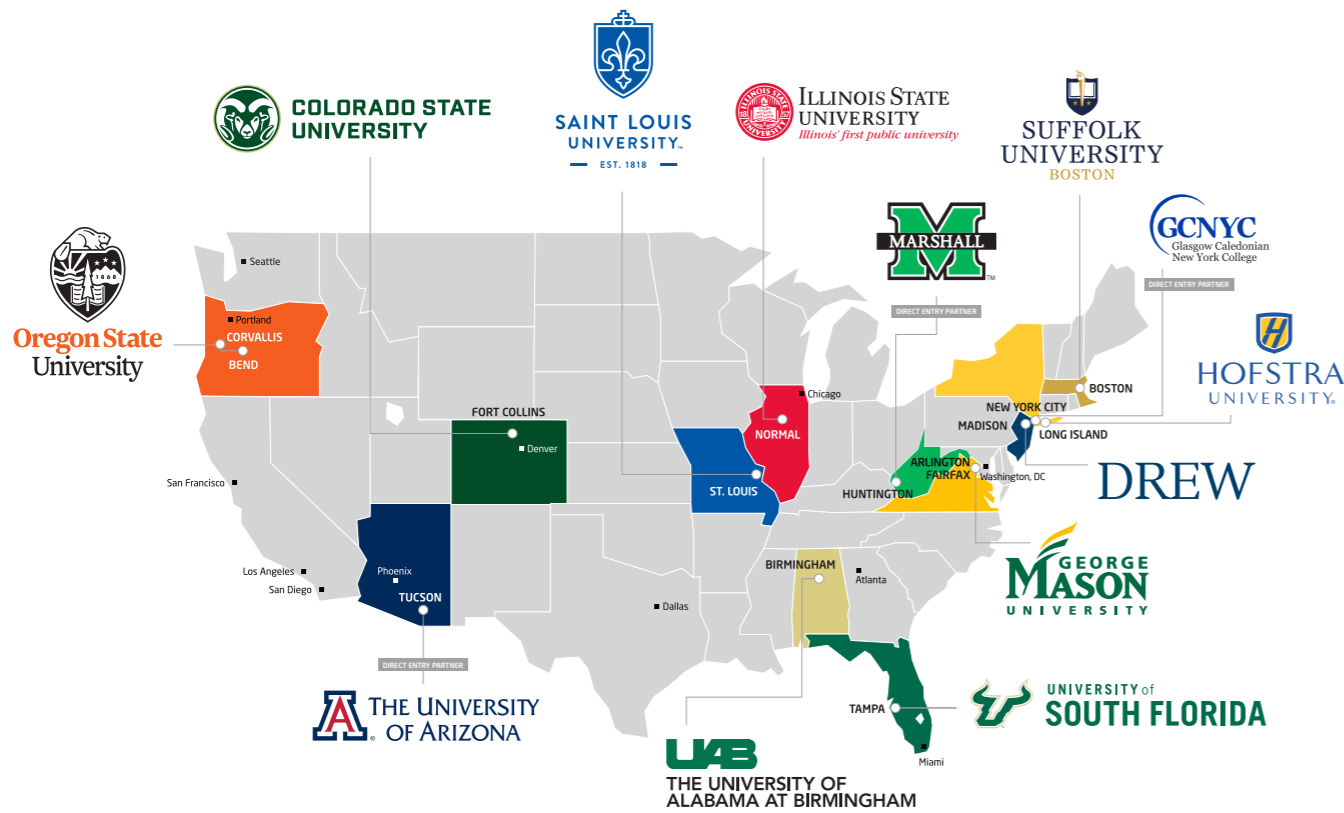 COLORADO STATE
UNIVERSITY
SAINT LOUIS
UNIVERSITY™
EST. 1818
ILLINOIS STATE
UNIVERSITY
Illinois' first public university
SUFFOLK
UNIVERSITY
BOSTON
MARSHALL
TM
DIRECT ENTRY PARTNER
GCNYC
Glasgow Caledonian
New York College
DIRECT ENTRY PARTNER
1868
Oregon State
University
HOFSTRA
UNIVERSITY®
Seattle
Portland
CORVALLIS
BEND
San Francisco
Los Angeles
San Diego
FORT COLLINS
Denver
Phoenix
TUCSON
DIRECT ENTRY PARTNER
A
THE UNIVERSITY
OF ARIZONA
Chicago
NORMAL
ST. LOUIS
Dallas
BOSTON
NEW YORK CITY
MADISON
LONG ISLAND
ARLINGTON
FAIRFAX
Washington, DC
HUNTINGTON
DREW
GEORGE
MASON
UNIVERSITY
BIRMINGHAM
Atlanta
UAB
THE UNIVERSITY OF
ALABAMA AT BIRMINGHAM
TAMPA
Miami
UNIVERSITY of
SOUTH FLORIDA